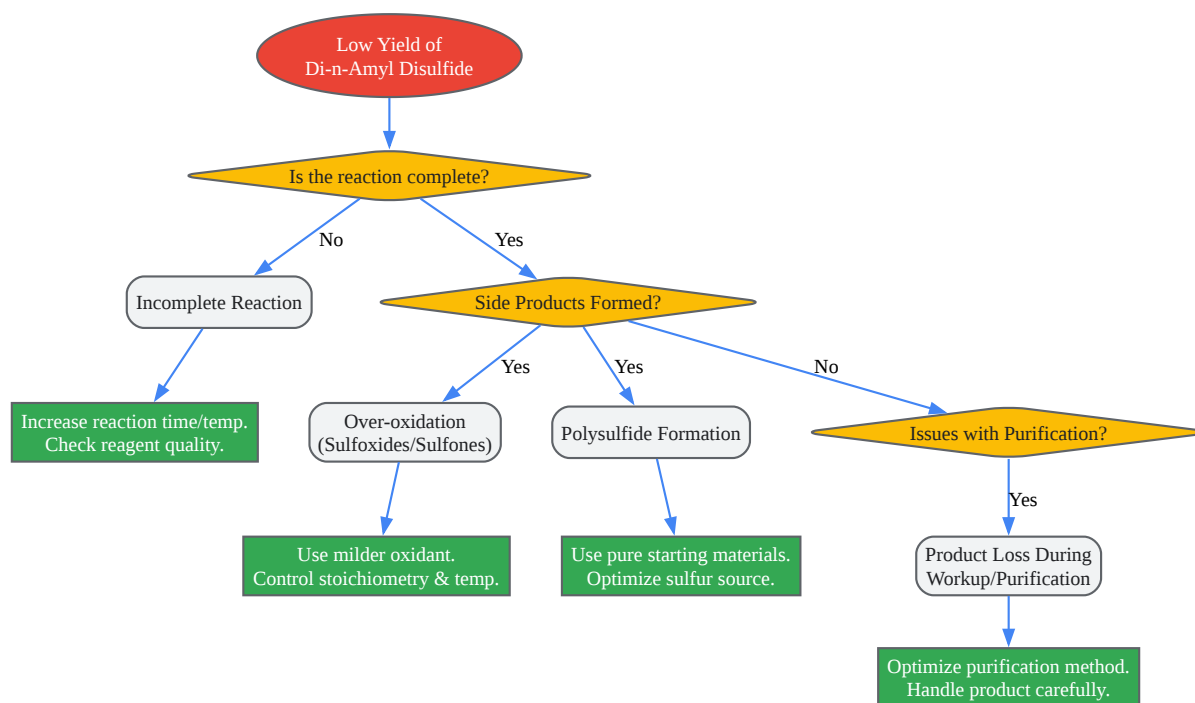 Low Yield of
Di-n-Amyl Disulfide
Is the reaction complete?
No
Yes
Incomplete Reaction
Side Products Formed?
Yes
Yes
No
Increase reaction time/temp.
Check reagent quality.
Over-oxidation
(Sulfoxides/Sulfones)
Polysulfide Formation
Issues with Purification?
Yes
Use milder oxidant.
Control stoichiometry & temp.
Use pure starting materials.
Optimize sulfur source.
Product Loss During
Workup/Purification
Optimize purification method.
Handle product carefully.